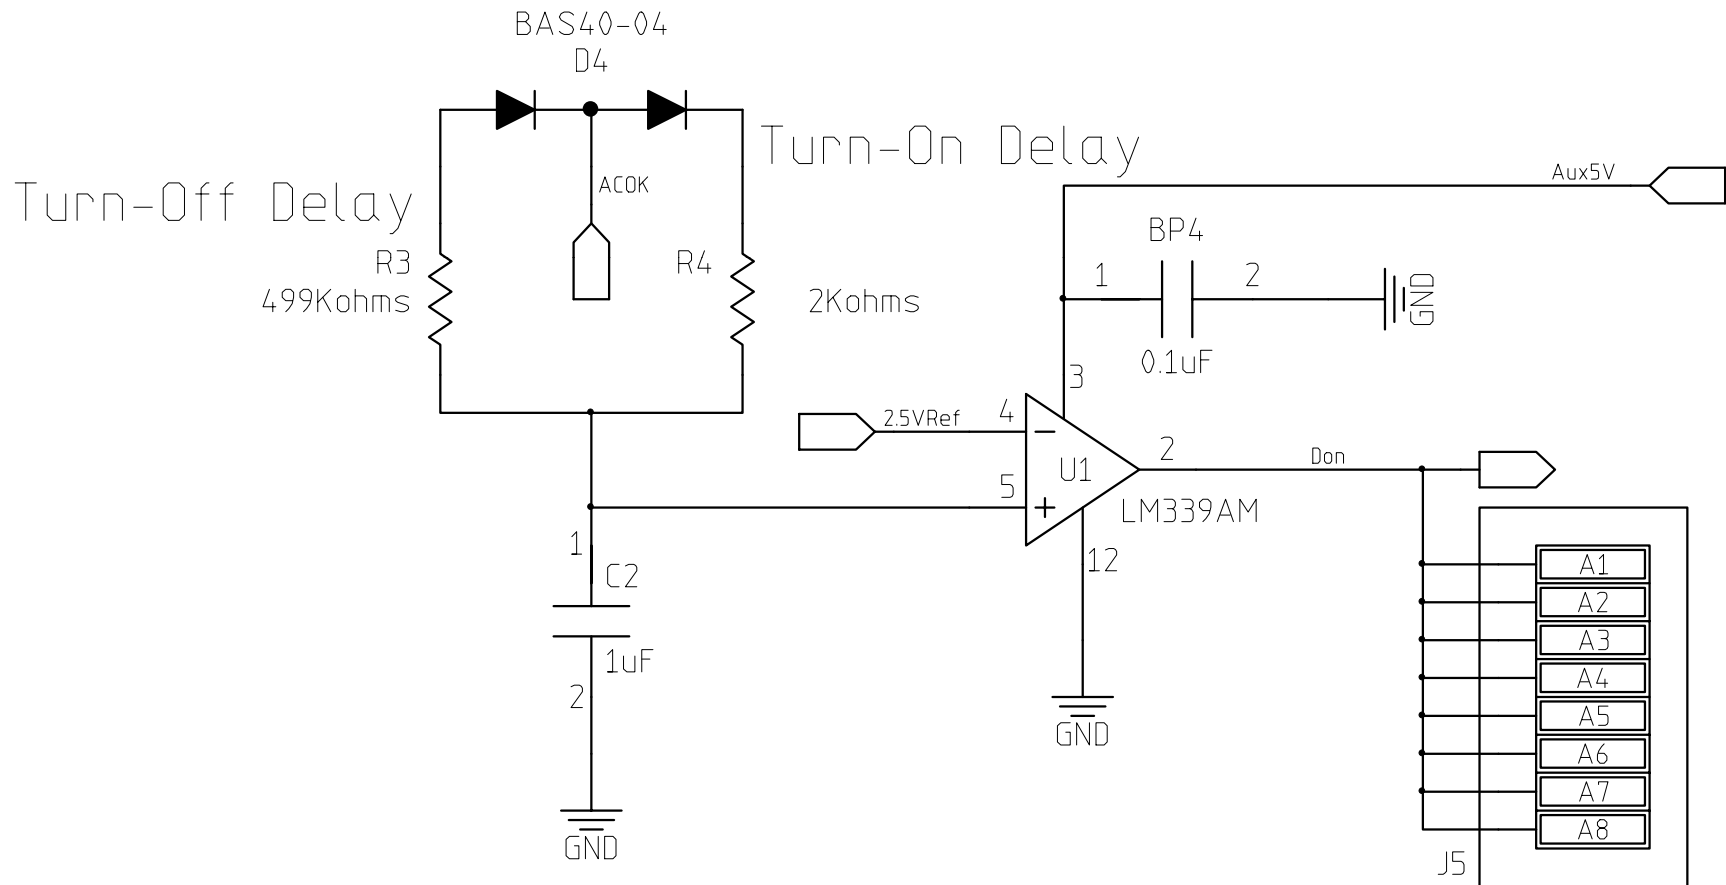 BAS40-04
D4
Turn-On Delay
Turn-Off Delay
ACOK
Aux5V
R3
499Kohms
R4
2Kohms
BP4
1
2
GND
0.1uF
3
2.5VRef
4
5
U1
2
LM339AM
12
GND
Don
1
C2
1uF
2
GND
A1
A2
A3
A4
A5
A6
A7
A8
J5